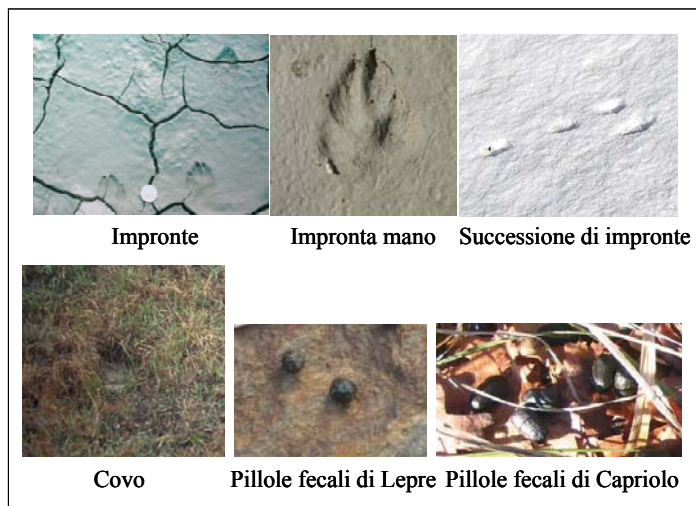 Impronte
Impronta mano
Successione di impronte
Covo
Pillole fecali di Lepre
Pillole fecali di Capriolo